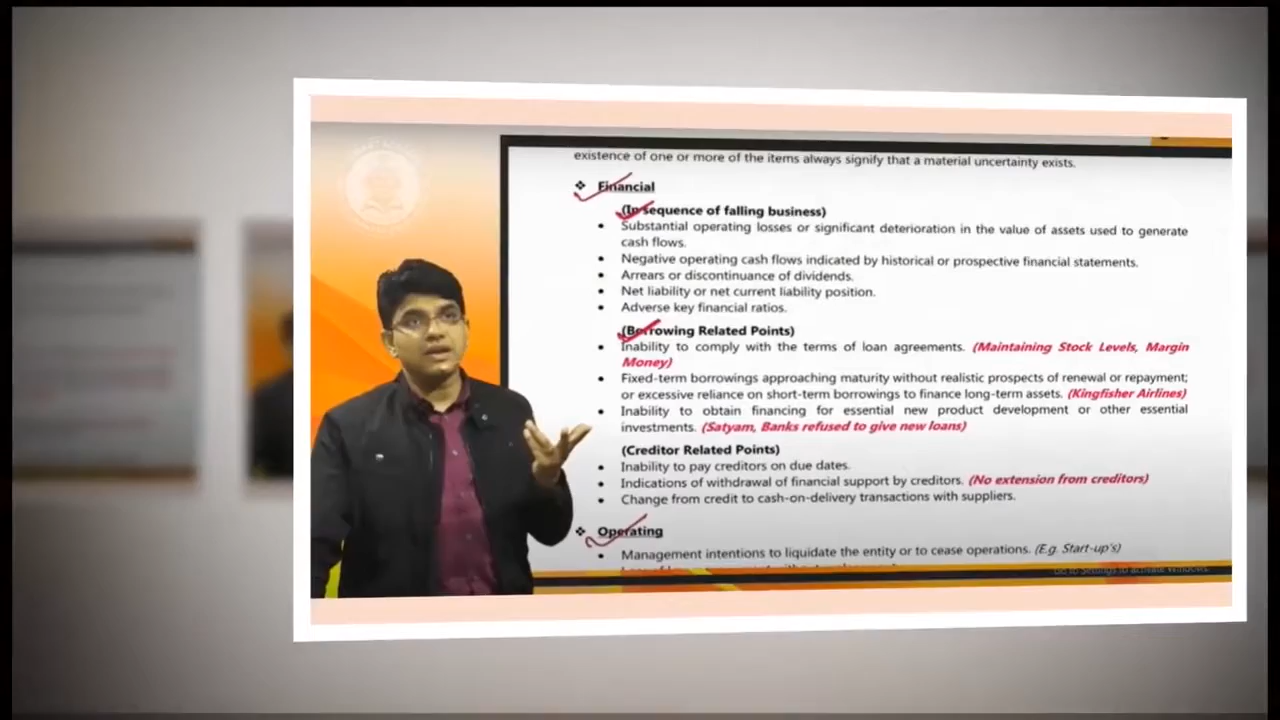 existence of one or more of the items always signify that a material uncertainty exists.
❖ Financial
(In sequence of falling business)
• Substantial operating losses or significant deterioration in the value of assets used to generate
cash flows.
• Negative operating cash flows indicated by historical or prospective financial statements.
• Arrears or discontinuance of dividends.
• Net liability or net current liability position.
• Adverse key financial ratios.
(Borrowing Related Points)
• Inability to comply with the terms of loan agreements. (Maintaining Stock Levels, Margin
Money)
• Fixed-term borrowings approaching maturity without realistic prospects of renewal or repayment;
or excessive reliance on short-term borrowings to finance long-term assets. (Kingfisher Airlines)
• Inability to obtain financing for essential new product development or other essential
investments. (Satyam, Banks refused to give new loans)
(Creditor Related Points)
• Inability to pay creditors on due dates.
• Indications of withdrawal of financial support by creditors. (No extension from creditors)
• Change from credit to cash-on-delivery transactions with suppliers.
❖ Operating
• Management intentions to liquidate the entity or to cease operations. (E.g. Start-up's)
Go to Settings to activate Windows.